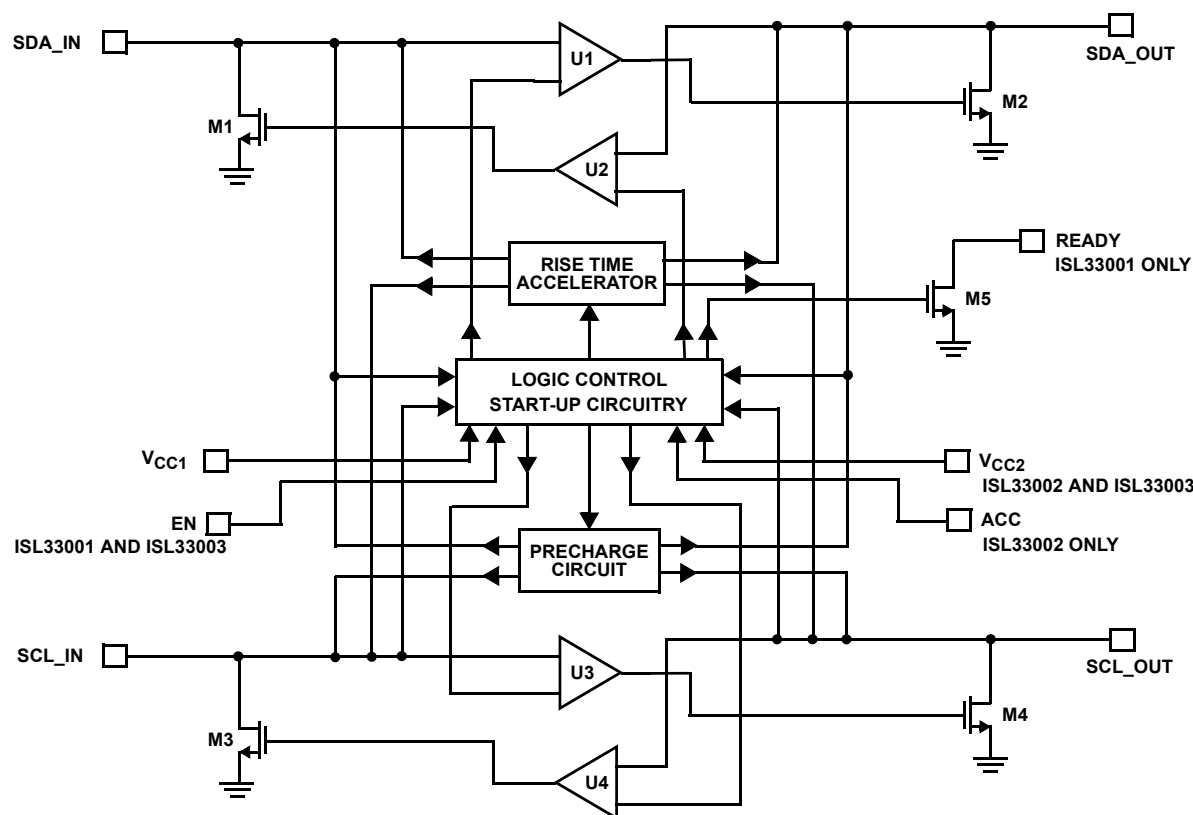 SDA_IN
U1
SDA_OUT
M1
M2
U2
READY
ISL33001 ONLY
RISE TIME
ACCELERATOR
M5
LOGIC CONTROL
START-UP CIRCUITRY
VCC1
VCC2
ISL33002 AND ISL33003
EN
ISL33001 AND ISL33003
ACC
ISL33002 ONLY
PRECHARGE
CIRCUIT
SCL_IN
U3
SCL_OUT
M3
M4
U4